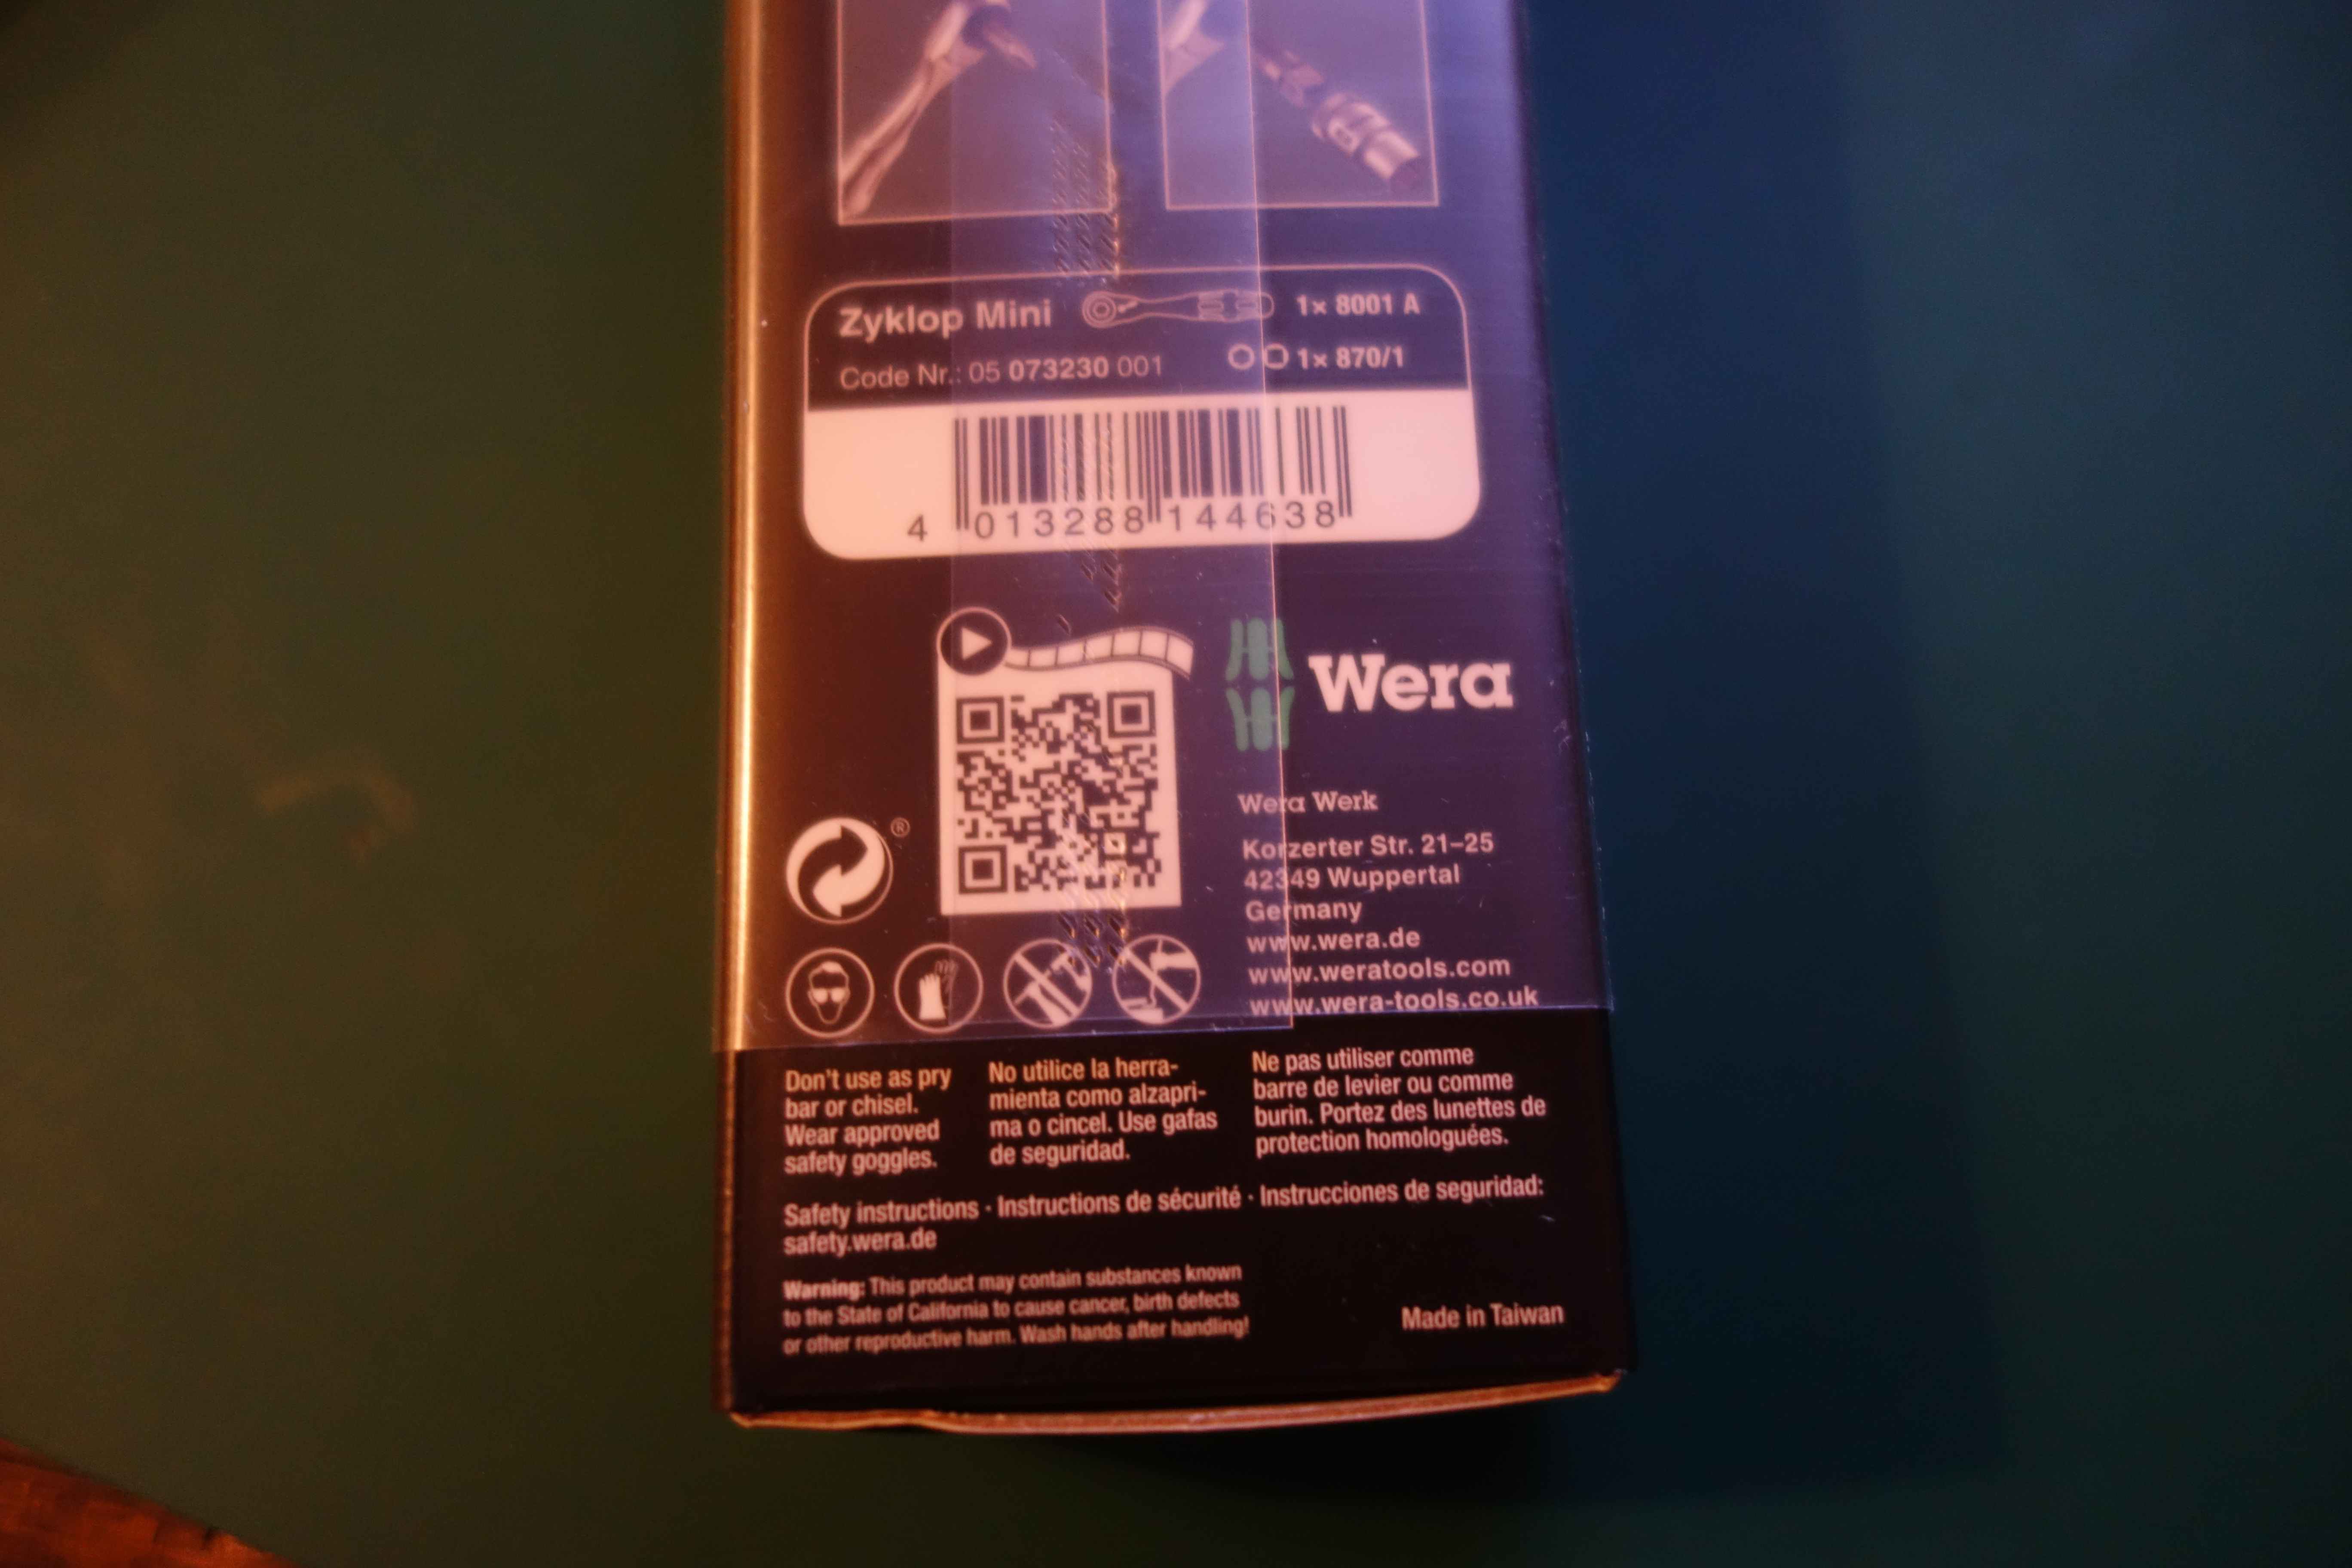 Zyklop Mini 1× 8001 A
Code Nr.: 05 073230 001 1× 870/1
4 013288 144638
Wera
Wera Werk
Korzerter Str. 21–25
42349 Wuppertal
Germany
www.wera.de
www.weratools.com
www.wera-tools.co.uk
®
Don't use as pry
bar or chisel.
Wear approved
safety goggles.
No utilice la herra-
mienta como alzapri-
ma o cincel. Use gafas
de seguridad.
Ne pas utiliser comme
barre de levier ou comme
burin. Portez des lunettes de
protection homologuées.
Safety instructions · Instructions de sécurité · Instrucciones de seguridad:
safety.wera.de
Warning: This product may contain substances known
to the State of California to cause cancer, birth defects
or other reproductive harm. Wash hands after handling!
Made in Taiwan